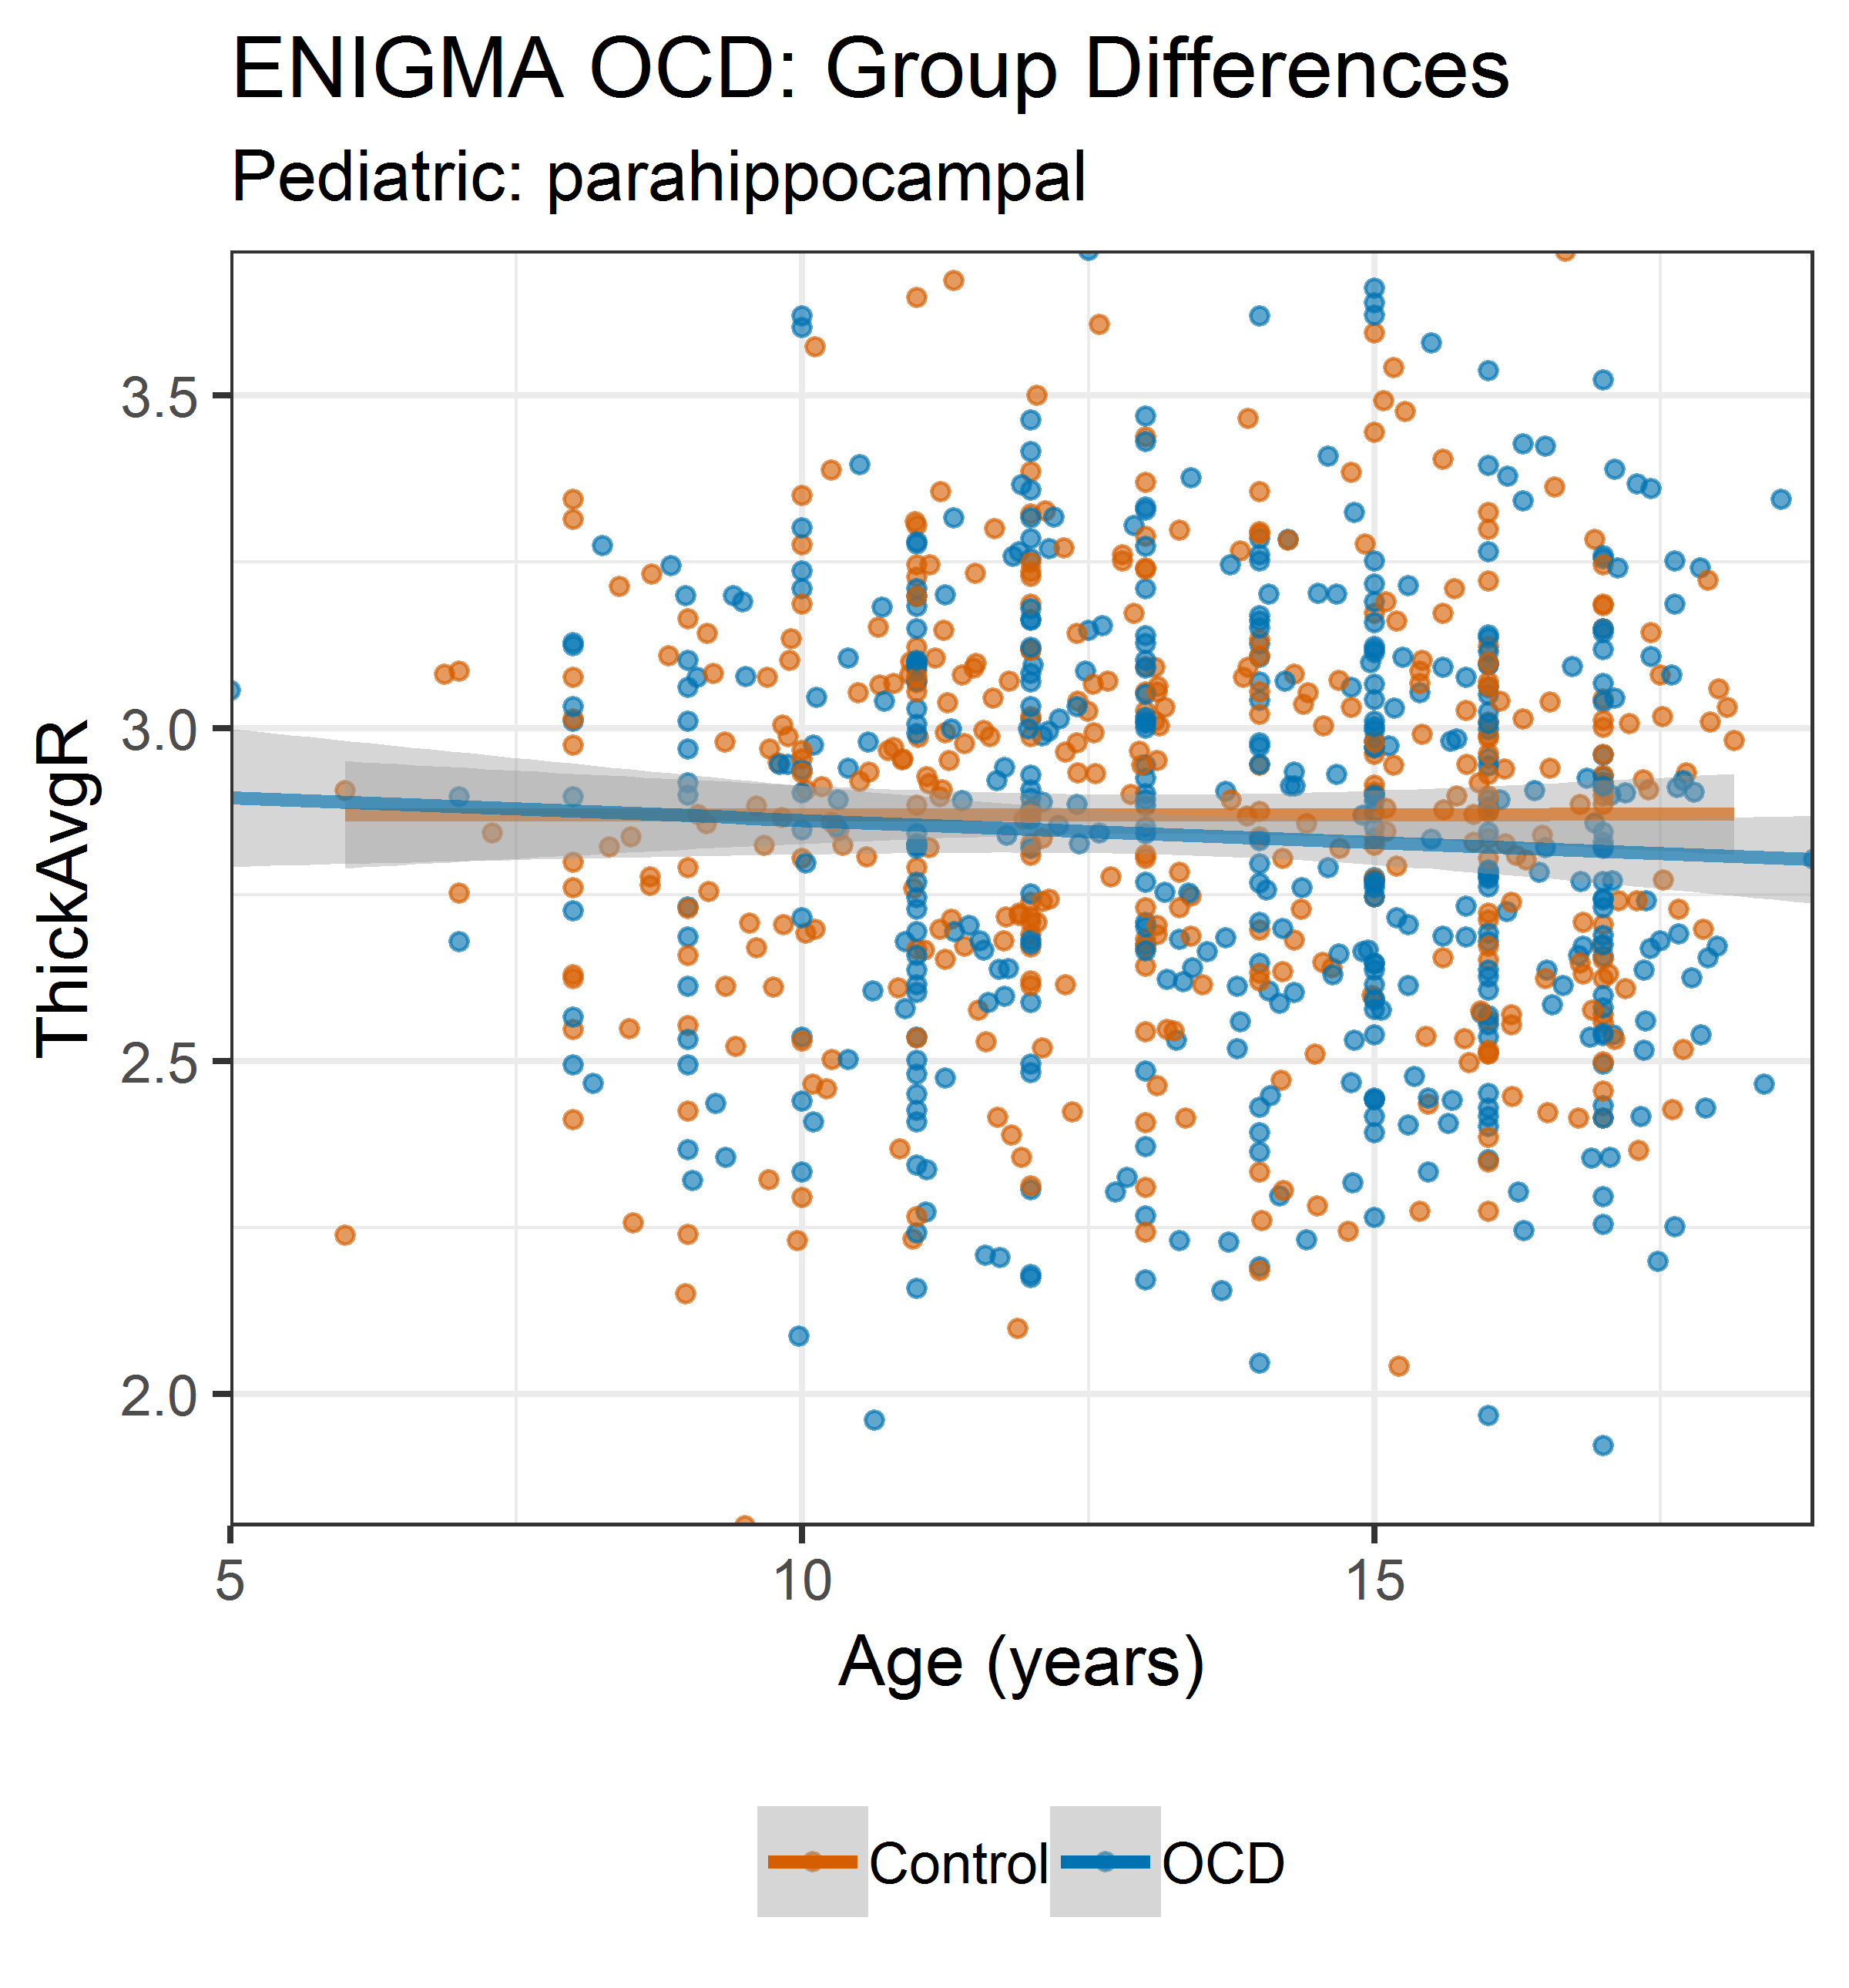 ENIGMA OCD: Group Differences
Pediatric: parahippocampal
3.5
3.0
2.5
2.0
ThickAvgR
5 10 15
Age (years)
Control OCD